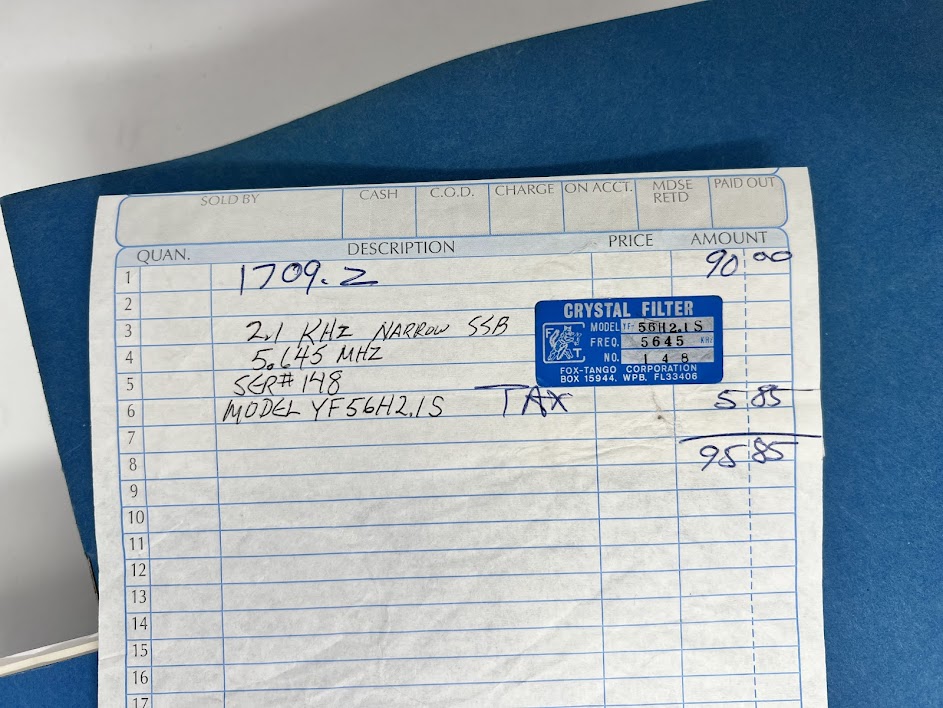 SOLD BY CASH C.O.D. CHARGE ON ACCT. MDSE RETD PAID OUT
QUAN. DESCRIPTION PRICE AMOUNT
1 1709.2 90 00
2
3 2.1 KHZ NARROW SSB
4 5.645 MHZ
5 SER# 148
6 MODEL YF56H2.1S TAX 5 85
7
8 95 85
9
10
11
12
13
14
15
16
17
CRYSTAL FILTER
MODEL YF- 56H2.1S
FREQ. 5645 KHz
NO. 148
F T.
FOX-TANGO CORPORATION
BOX 15944, WPB, FL33406